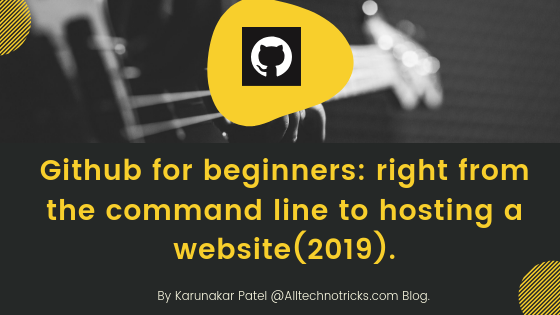 Github for beginners: right from
the command line to hosting a
website(2019).
By Karunakar Patel @Alltechnotricks.com Blog.